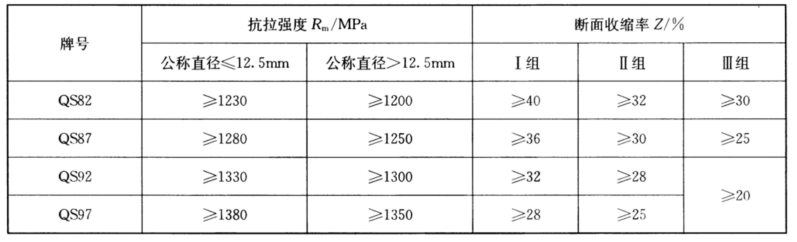 牌号 抗拉强度 Rm/MPa 断面收缩率 Z/%
公称直径≤12.5mm 公称直径>12.5mm Ⅰ组 Ⅱ组 Ⅲ组
QS82 ≥1230 ≥1200 ≥40 ≥32 ≥30
QS87 ≥1280 ≥1250 ≥36 ≥30 ≥25
QS92 ≥1330 ≥1300 ≥32 ≥28 ≥20
QS97 ≥1380 ≥1350 ≥28 ≥25